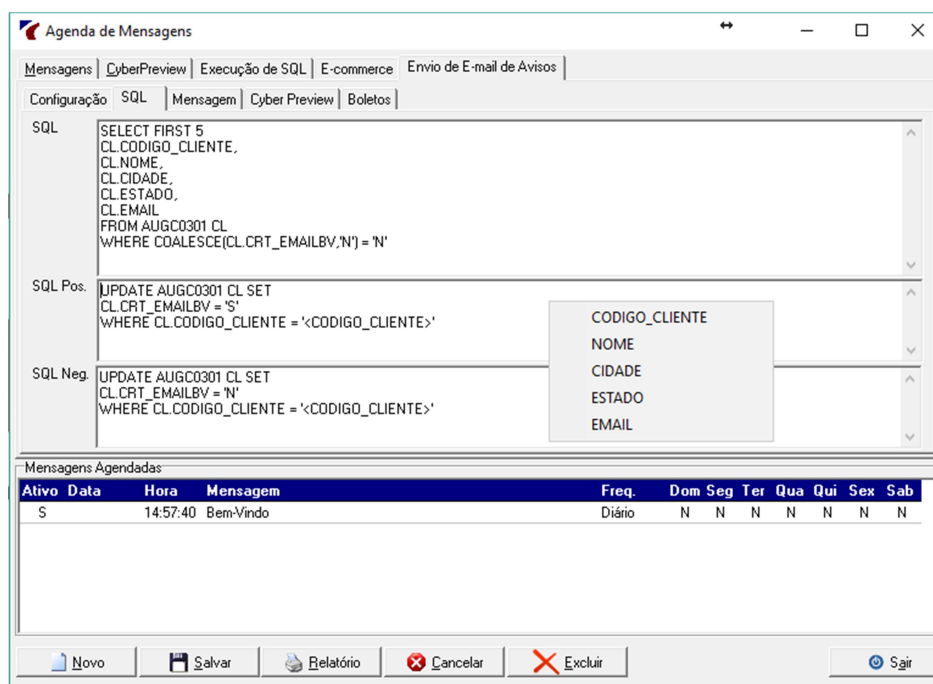 Agenda de Mensagens
Mensagens CyberPreview Execução de SQL E-commerce Envio de E-mail de Avisos
Configuração SQL Mensagem Cyber Preview Boletos
SQL
SELECT FIRST 5
CL.CODIGO_CLIENTE,
CL.NOME,
CL.CIDADE,
CL.ESTADO,
CL.EMAIL
FROM AUGC0301 CL
WHERE COALESCE(CL.CRT_EMAILBV,'N') = 'N'
SQL Pos.
UPDATE AUGC0301 CL SET
CL.CRT_EMAILBV = 'S'
WHERE CL.CODIGO_CLIENTE = '<CODIGO_CLIENTE>'
CODIGO_CLIENTE
NOME
CIDADE
ESTADO
EMAIL
SQL Neg.
UPDATE AUGC0301 CL SET
CL.CRT_EMAILBV = 'N'
WHERE CL.CODIGO_CLIENTE = '<CODIGO_CLIENTE>'
Mensagens Agendadas
Ativo Data Hora Mensagem Freq. Dom Seg Ter Qua Qui Sex Sab
S 14:57:40 Bem-Vindo Diário N N N N N N N
Novo Salvar Relatório Cancelar Excluir Sair